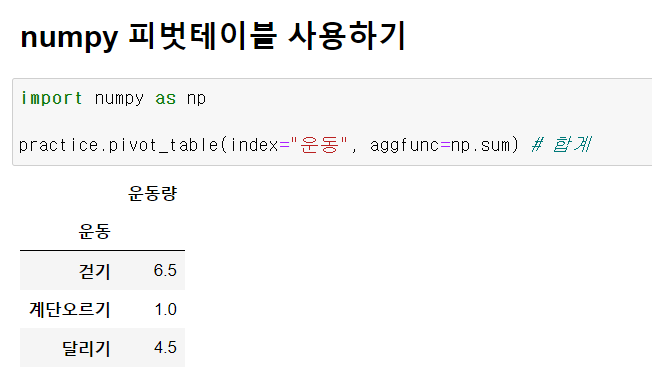 numpy 피벗테이블 사용하기
import numpy as np
practice.pivot_table(index="운동", aggfunc=np.sum) # 합계
운동량
운동
걷기 6.5
계단오르기 1.0
달리기 4.5